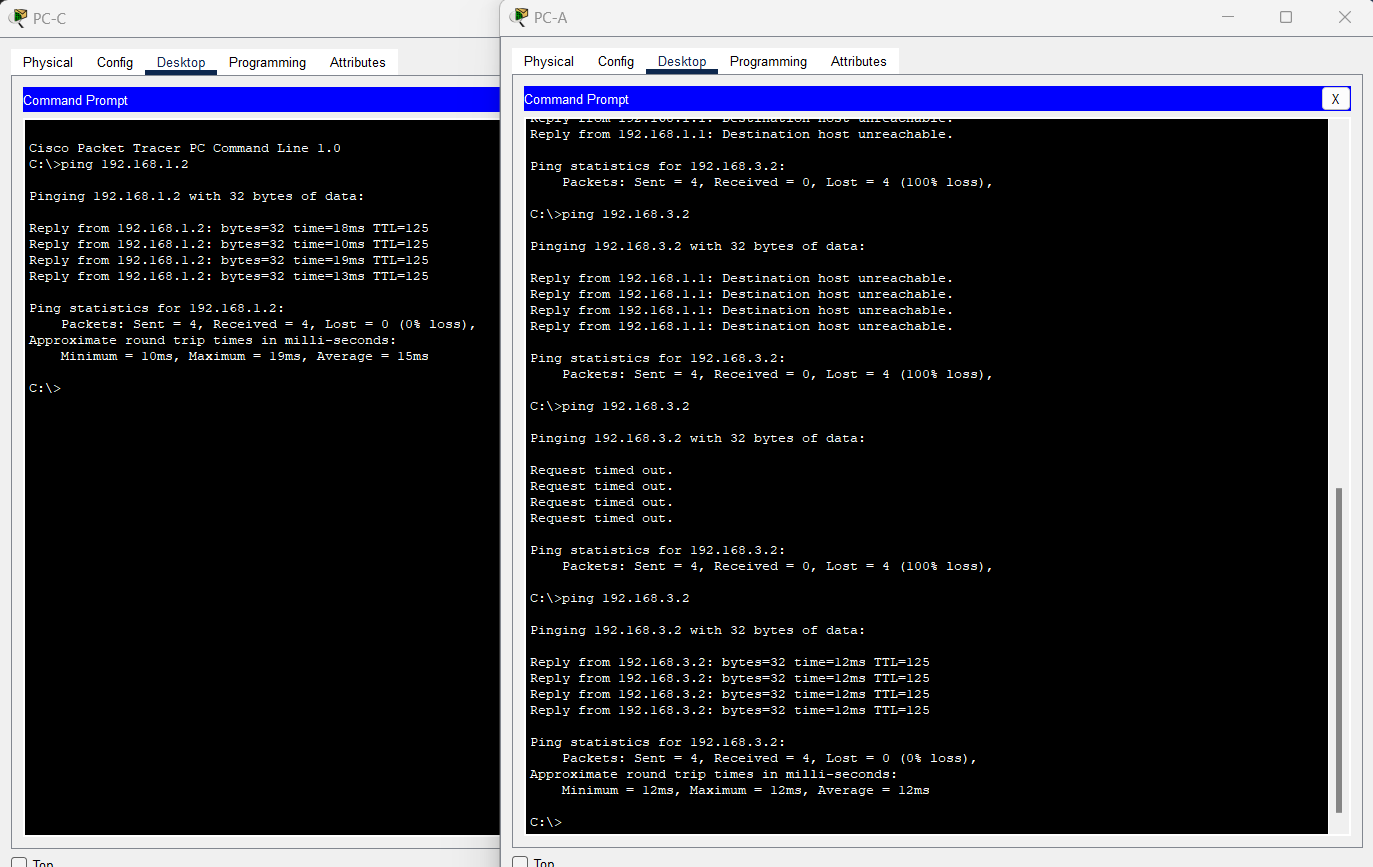 PC-C
Physical Config Desktop Programming Attributes
Command Prompt
Cisco Packet Tracer PC Command Line 1.0
C:\>ping 192.168.1.2
Pinging 192.168.1.2 with 32 bytes of data:
Reply from 192.168.1.2: bytes=32 time=18ms TTL=125
Reply from 192.168.1.2: bytes=32 time=10ms TTL=125
Reply from 192.168.1.2: bytes=32 time=19ms TTL=125
Reply from 192.168.1.2: bytes=32 time=13ms TTL=125
Ping statistics for 192.168.1.2:
Packets: Sent = 4, Received = 4, Lost = 0 (0% loss),
Approximate round trip times in milli-seconds:
Minimum = 10ms, Maximum = 19ms, Average = 15ms
C:\>
Top
PC-A
Physical Config Desktop Programming Attributes
Command Prompt X
Reply from 192.168.1.1: Destination host unreachable.
Reply from 192.168.1.1: Destination host unreachable.
Ping statistics for 192.168.3.2:
Packets: Sent = 4, Received = 0, Lost = 4 (100% loss),
C:\>ping 192.168.3.2
Pinging 192.168.3.2 with 32 bytes of data:
Reply from 192.168.1.1: Destination host unreachable.
Reply from 192.168.1.1: Destination host unreachable.
Reply from 192.168.1.1: Destination host unreachable.
Reply from 192.168.1.1: Destination host unreachable.
Ping statistics for 192.168.3.2:
Packets: Sent = 4, Received = 0, Lost = 4 (100% loss),
C:\>ping 192.168.3.2
Pinging 192.168.3.2 with 32 bytes of data:
Request timed out.
Request timed out.
Request timed out.
Request timed out.
Ping statistics for 192.168.3.2:
Packets: Sent = 4, Received = 0, Lost = 4 (100% loss),
C:\>ping 192.168.3.2
Pinging 192.168.3.2 with 32 bytes of data:
Reply from 192.168.3.2: bytes=32 time=12ms TTL=125
Reply from 192.168.3.2: bytes=32 time=12ms TTL=125
Reply from 192.168.3.2: bytes=32 time=12ms TTL=125
Reply from 192.168.3.2: bytes=32 time=12ms TTL=125
Ping statistics for 192.168.3.2:
Packets: Sent = 4, Received = 4, Lost = 0 (0% loss),
Approximate round trip times in milli-seconds:
Minimum = 12ms, Maximum = 12ms, Average = 12ms
C:\>
Top